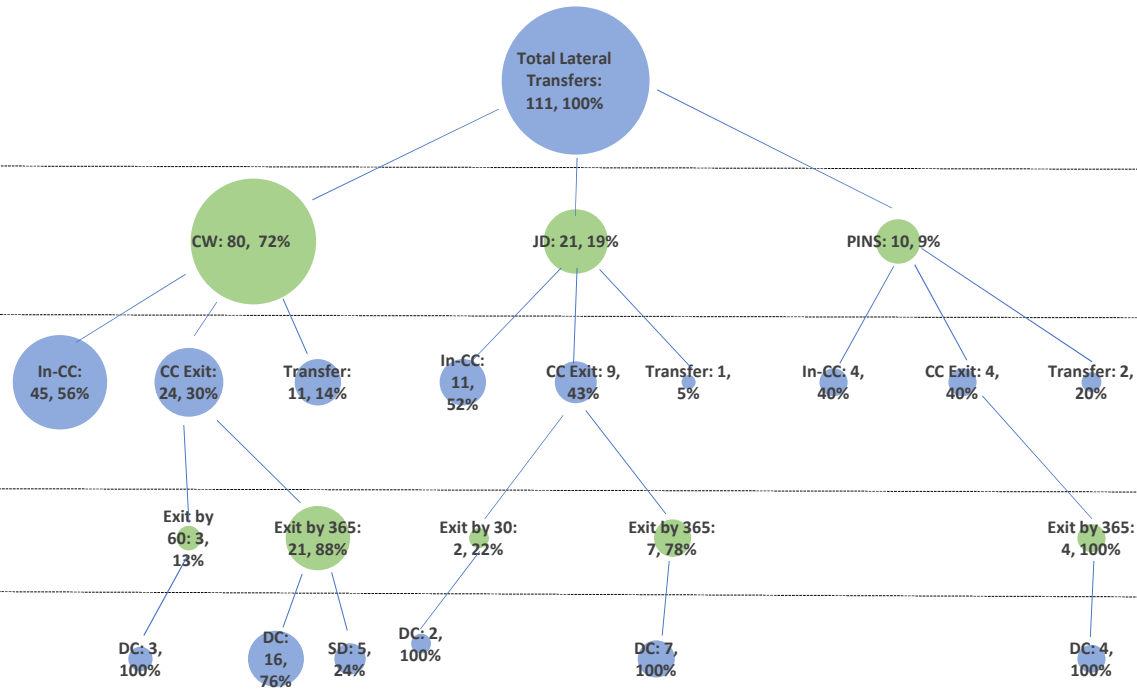 Total Lateral
Transfers:
111, 100%
CW: 80,  72%
JD: 21, 19%
PINS: 10, 9%
In-CC:
45, 56%
CC Exit:
24, 30%
Transfer:
11, 14%
In-CC:
11,
52%
CC Exit: 9,
43%
Transfer: 1,
5%
In-CC: 4,
40%
CC Exit: 4,
40%
Transfer: 2,
20%
Exit by
60: 3,
13%
Exit by 365:
21, 88%
Exit by 30:
2, 22%
Exit by 365:
7, 78%
Exit by 365:
4, 100%
DC: 3,
100%
DC:
16,
76%
SD: 5,
24%
DC: 2,
100%
DC: 7,
100%
DC: 4,
100%